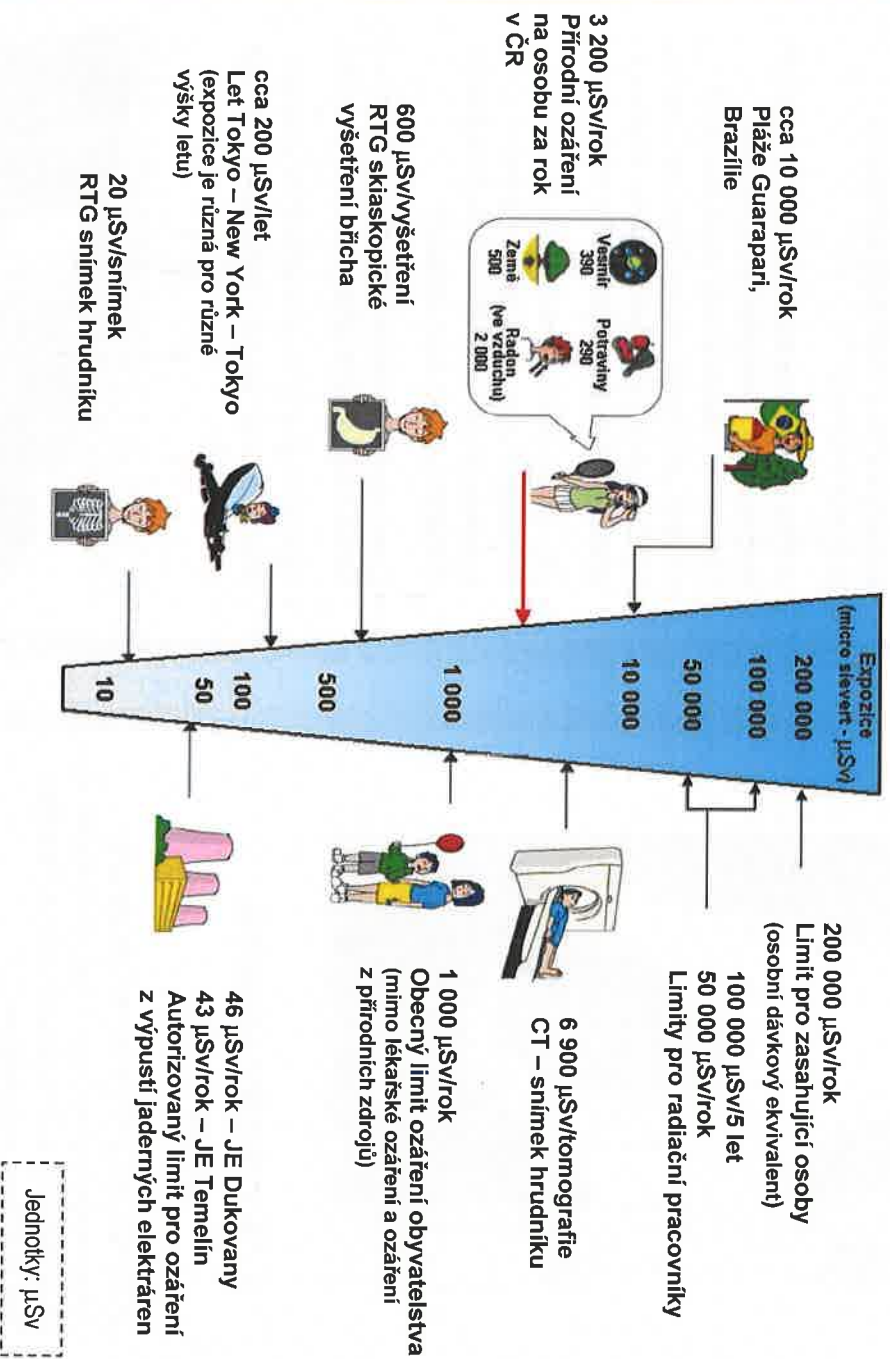 Expozice
(micro sievert - μSv)
200 000
100 000
50 000
10 000
1 000
500
100
50
10
cca 10 000 μSv/rok
Pláže Guarapari,
Brazílie
3 200 μSv/rok
Přírodní ozáření
na osobu za rok
v ČR
Vesmír
390
Potraviny
290
Země
500
Radon
(ve vzduchu)
2 000
600 μSv/vyšetření
RTG skiaskopické
vyšetření břicha
cca 200 μSv/let
Let Tokyo – New York – Tokyo
(expozice je různá pro různé
výšky letu)
20 μSv/snímek
RTG snímek hrudníku
200 000 μSv/rok
Limit pro zasahující osoby
(osobní dávkový ekvivalent)
100 000 μSv/5 let
50 000 μSv/rok
Limity pro radiační pracovníky
6 900 μSv/tomografie
CT – snímek hrudníku
1 000 μSv/rok
Obecný limit ozáření obyvatelstva
(mimo lékařské ozáření a ozáření
z přírodních zdrojů)
46 μSv/rok – JE Dukovany
43 μSv/rok – JE Temelín
Autorizovaný limit pro ozáření
z výpustí jaderných elektráren
Jednotky: μSv